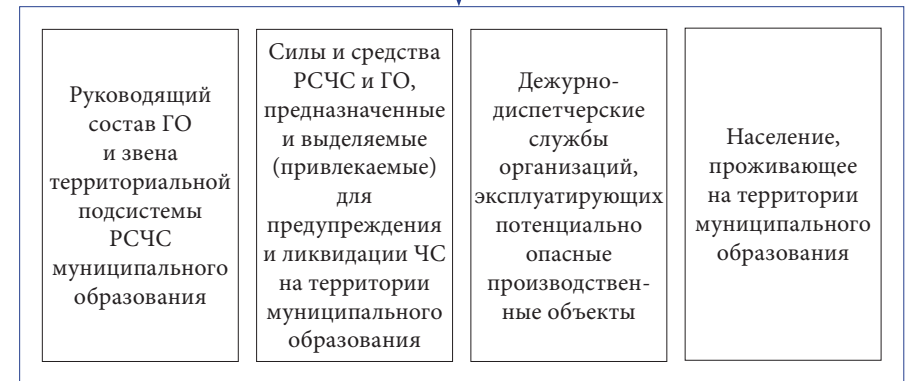 Руководящий
состав ГО
и звена
территориальной
подсистемы
РСЧС
муниципального
образования
Силы и средства
РСЧС и ГО,
предназначенные
и выделяемые
(привлекаемые)
для
предупреждения
и ликвидации ЧС
на территории
муниципального
образования
Дежурно-
диспетчерские
службы
организаций,
эксплуатирующих
потенциально
опасные
производствен-
ные объекты
Население,
проживающее
на территории
муниципального
образования